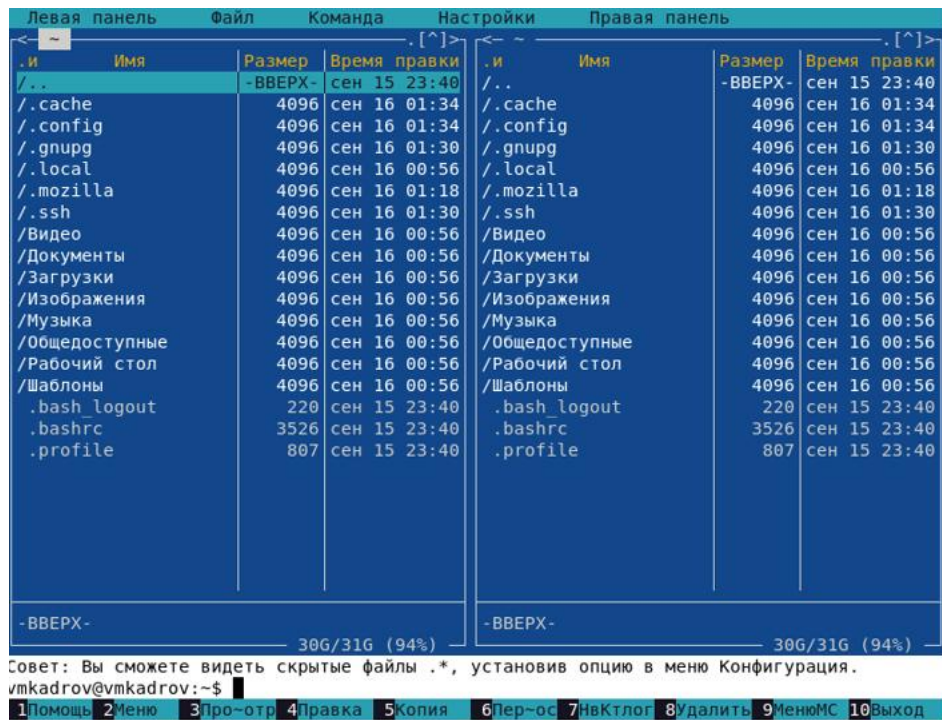 Левая панель Файл Команда Настройки Правая панель
<- ~ .[^]> <- ~ .[^]>
.и Имя Размер Время правки .и Имя Размер Время правки
/.. -ВВЕРХ- сен 15 23:40 /.. -ВВЕРХ- сен 15 23:40
/.cache 4096 сен 16 01:34 /.cache 4096 сен 16 01:34
/.config 4096 сен 16 01:34 /.config 4096 сен 16 01:34
/.gnupg 4096 сен 16 01:30 /.gnupg 4096 сен 16 01:30
/.local 4096 сен 16 00:56 /.local 4096 сен 16 00:56
/.mozilla 4096 сен 16 01:18 /.mozilla 4096 сен 16 01:18
/.ssh 4096 сен 16 01:30 /.ssh 4096 сен 16 01:30
/Видео 4096 сен 16 00:56 /Видео 4096 сен 16 00:56
/Документы 4096 сен 16 00:56 /Документы 4096 сен 16 00:56
/Загрузки 4096 сен 16 00:56 /Загрузки 4096 сен 16 00:56
/Изображения 4096 сен 16 00:56 /Изображения 4096 сен 16 00:56
/Музыка 4096 сен 16 00:56 /Музыка 4096 сен 16 00:56
/Общедоступные 4096 сен 16 00:56 /Общедоступные 4096 сен 16 00:56
/Рабочий стол 4096 сен 16 00:56 /Рабочий стол 4096 сен 16 00:56
/Шаблоны 4096 сен 16 00:56 /Шаблоны 4096 сен 16 00:56
.bash_logout 220 сен 15 23:40 .bash_logout 220 сен 15 23:40
.bashrc 3526 сен 15 23:40 .bashrc 3526 сен 15 23:40
.profile 807 сен 15 23:40 .profile 807 сен 15 23:40
-ВВЕРХ- -ВВЕРХ-
30G/31G (94%) 30G/31G (94%)
Совет: Вы сможете видеть скрытые файлы .*, установив опцию в меню Конфигурация.
vmkadrov@vmkadrov:~$
1Помощь 2Меню 3Про~отр 4Правка 5Копия 6Пер~ос 7НвКтлог 8Удалить 9МенюMC 10Выход